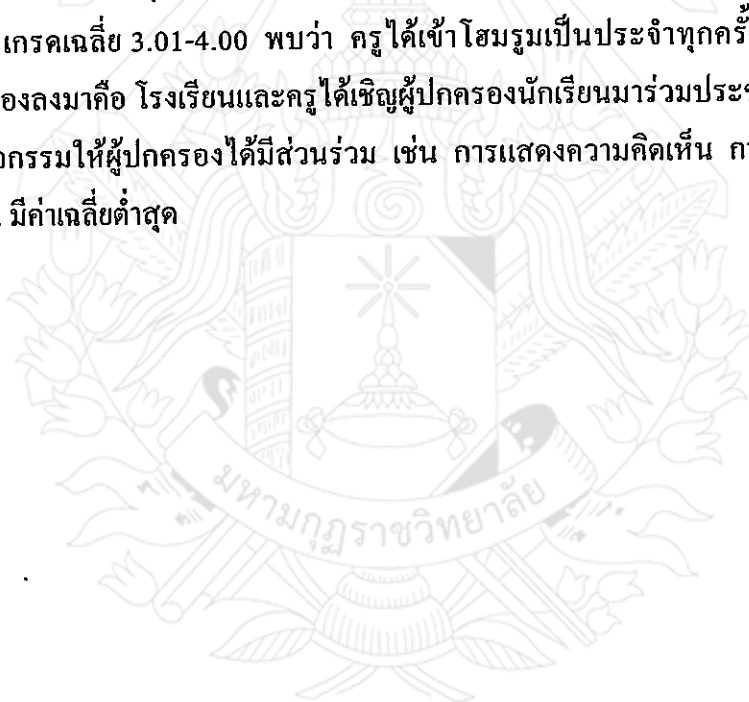 เกรดเฉลี่ย 3.01-4.00 พบว่า ครูได้เข้าโฮมรูมเป็นประจำทุกครั้
องลงมาคือ โรงเรียนและครูได้เชิญผู้ปกครองนักเรียนมาร่วมประช
กรรมให้ผู้ปกครองได้มีส่วนร่วม เช่น การแสดงความคิดเห็น กา
. มีค่าเฉลี่ยต่ำสุด
มหามกุฏราชวิทยาลัย